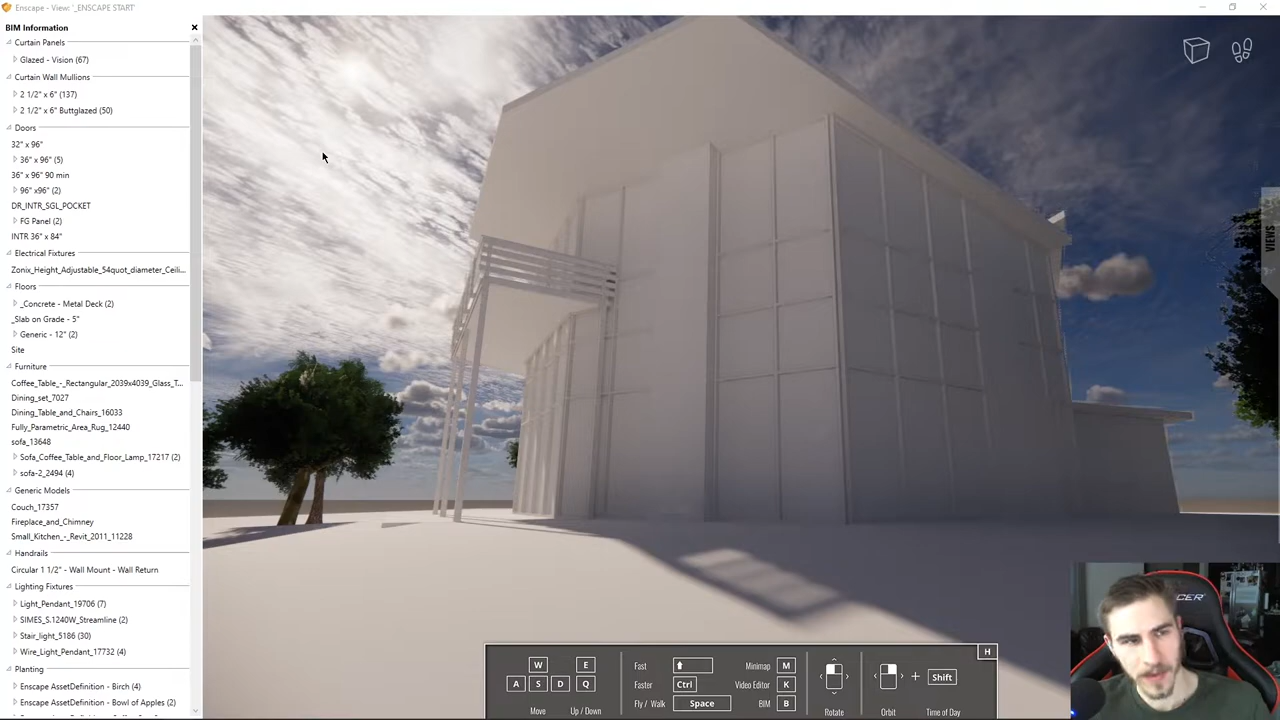 Enscape - View: '_ENSCAPE START'
BIM Information
Curtain Panels
Glazed - Vision (67)
Curtain Wall Mullions
2 1/2" x 6" (137)
2 1/2" x 6" Buttglazed (50)
Doors
32" x 96"
36" x 96" (5)
36" x 96" 90 min
96" x96" (2)
DR_INTR_SGL_POCKET
FG Panel (2)
INTR 36" x 84"
Electrical Fixtures
Zonix_Height_Adjustable_54quot_diameter_Ceili...
Floors
_Concrete - Metal Deck (2)
_Slab on Grade - 5"
Generic - 12" (2)
Site
Furniture
Coffee_Table_-_Rectangular_2039x4039_Glass_T...
Dining_set_7027
Dining_Table_and_Chairs_16033
Fully_Parametric_Area_Rug_12440
sofa_13648
Sofa_Coffee_Table_and_Floor_Lamp_17217 (2)
sofa-2_2494 (4)
Generic Models
Couch_17357
Fireplace_and_Chimney
Small_Kitchen_-_Revit_2011_11228
Handrails
Circular 1 1/2" - Wall Mount - Wall Return
Lighting Fixtures
Light_Pendant_19706 (7)
SIMES_S.1240W_Streamline (2)
Stair_light_5186 (30)
Wire_Light_Pendant_17732 (4)
Planting
Enscape AssetDefinition - Birch (4)
Enscape AssetDefinition - Bowl of Apples (2)
VIEWS
H
W E
A S D Q
Move Up / Down
Fast
Faster Ctrl
Fly / Walk Space
Minimap M
Video Editor K
BIM B
Rotate
Orbit
+ Shift
Time of Day